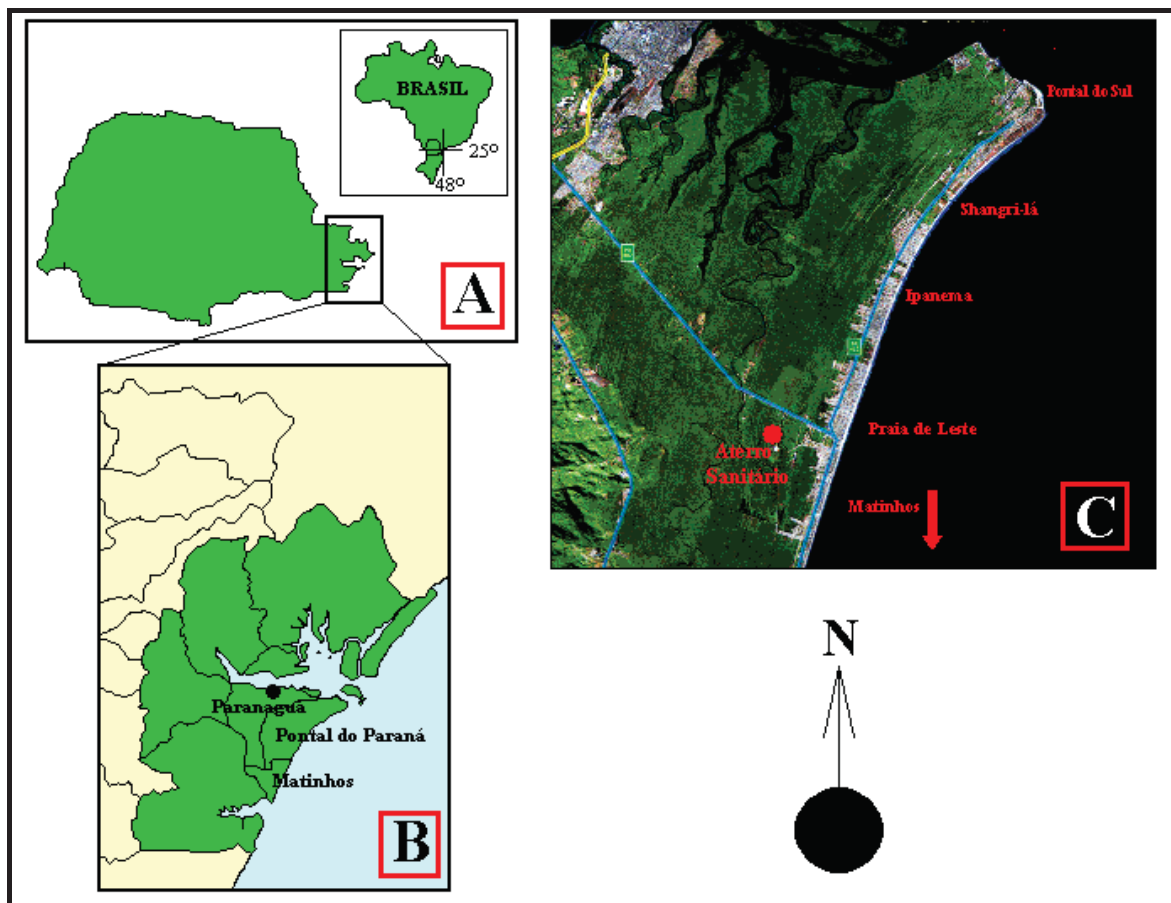 BRASIL
25º
48º
A
Paranaguá
Pontal do Paraná
Matinhos
B
Pontal do Sul
Shangri-lá
Ipanema
Praia de Leste
Aterro
Sanitário
Matinhos
C
N